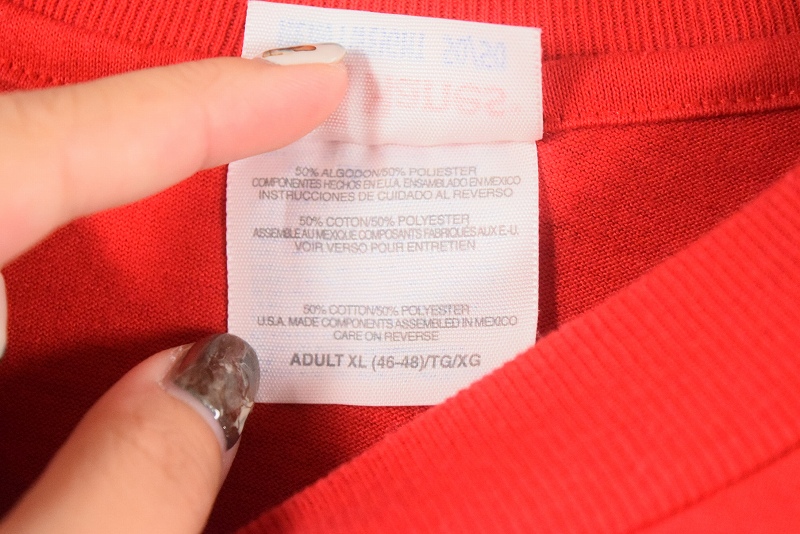 50% ALGODON/50% POLIESTER
COMPONENTES HECHOS EN E.U.A. ENSAMBLADO EN MEXICO
INSTRUCCIONES DE CUIDADO AL REVERSO
50% COTON/50% POLYESTER
ASSEMBLE AU MEXIQUE COMPOSANTS FABRIQUÉS AUX E.-U.
VOIR VERSO POUR ENTRETIEN
50% COTTON/50% POLYESTER
U.S.A. MADE COMPONENTS ASSEMBLED IN MEXICO
CARE ON REVERSE
ADULT XL (46-48)/TG/XG